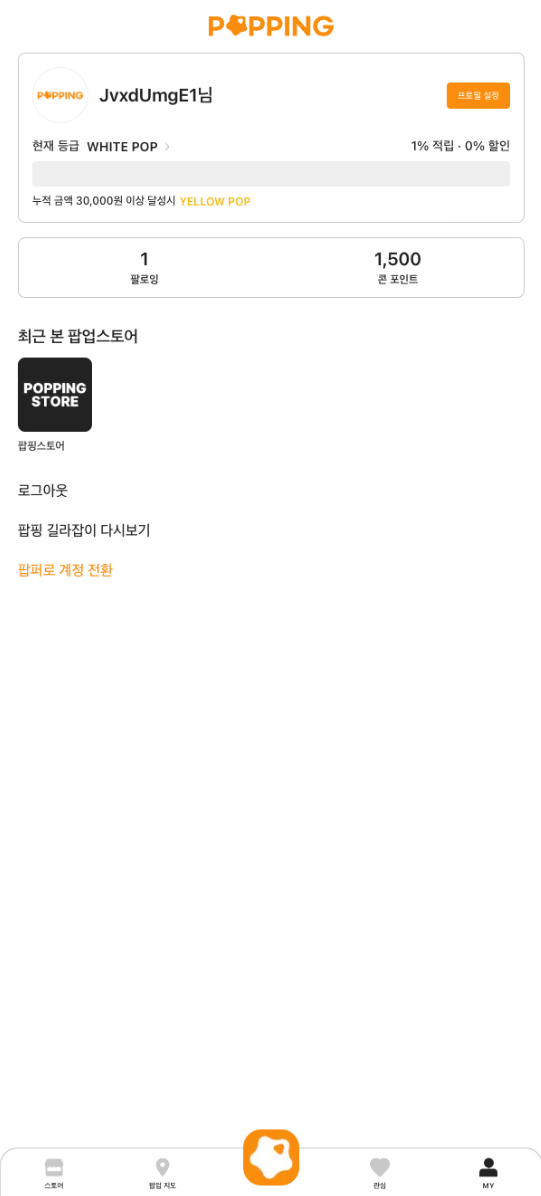 POPPING
POPPING
JvxdUmgE1님
프로필 설정
현재 등급 WHITE POP >
1% 적립 · 0% 할인
누적 금액 30,000원 이상 달성시 YELLOW POP
1
팔로잉
1,500
콘 포인트
최근 본 팝업스토어
POPPING
STORE
팝핑스토어
로그아웃
팝핑 길라잡이 다시보기
팝퍼로 계정 전환
스토어
팝업 지도
관심
MY